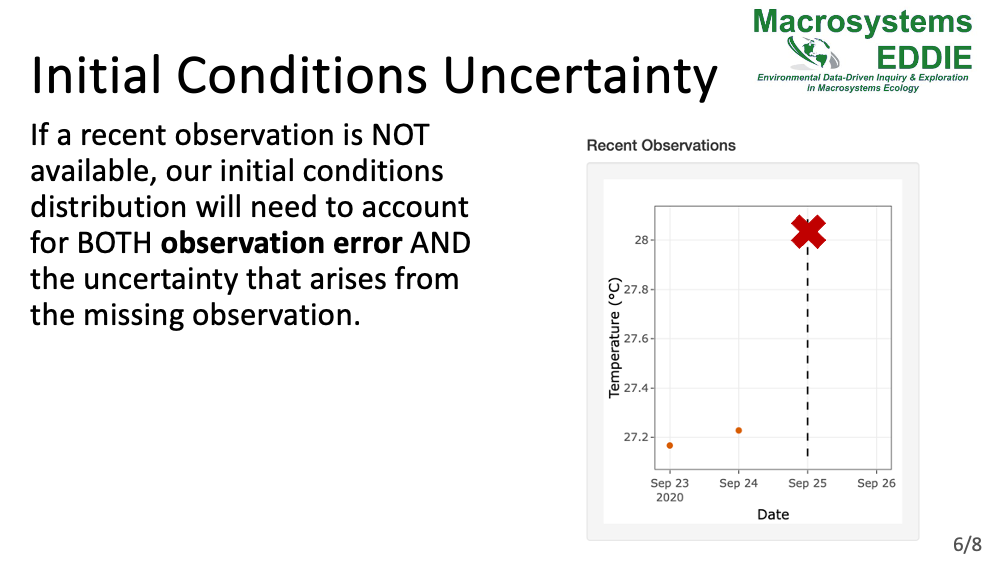 Macrosystems
EDDIE
Environmental Data-Driven Inquiry & Exploration
in Macrosystems Ecology
Initial Conditions Uncertainty
If a recent observation is NOT
available, our initial conditions
distribution will need to account
for BOTH observation error AND
the uncertainty that arises from
the missing observation.
Recent Observations
Temperature (°C)
28
27.8
27.6
27.4
27.2
Sep 23 Sep 24 Sep 25 Sep 26
2020
Date
6/8